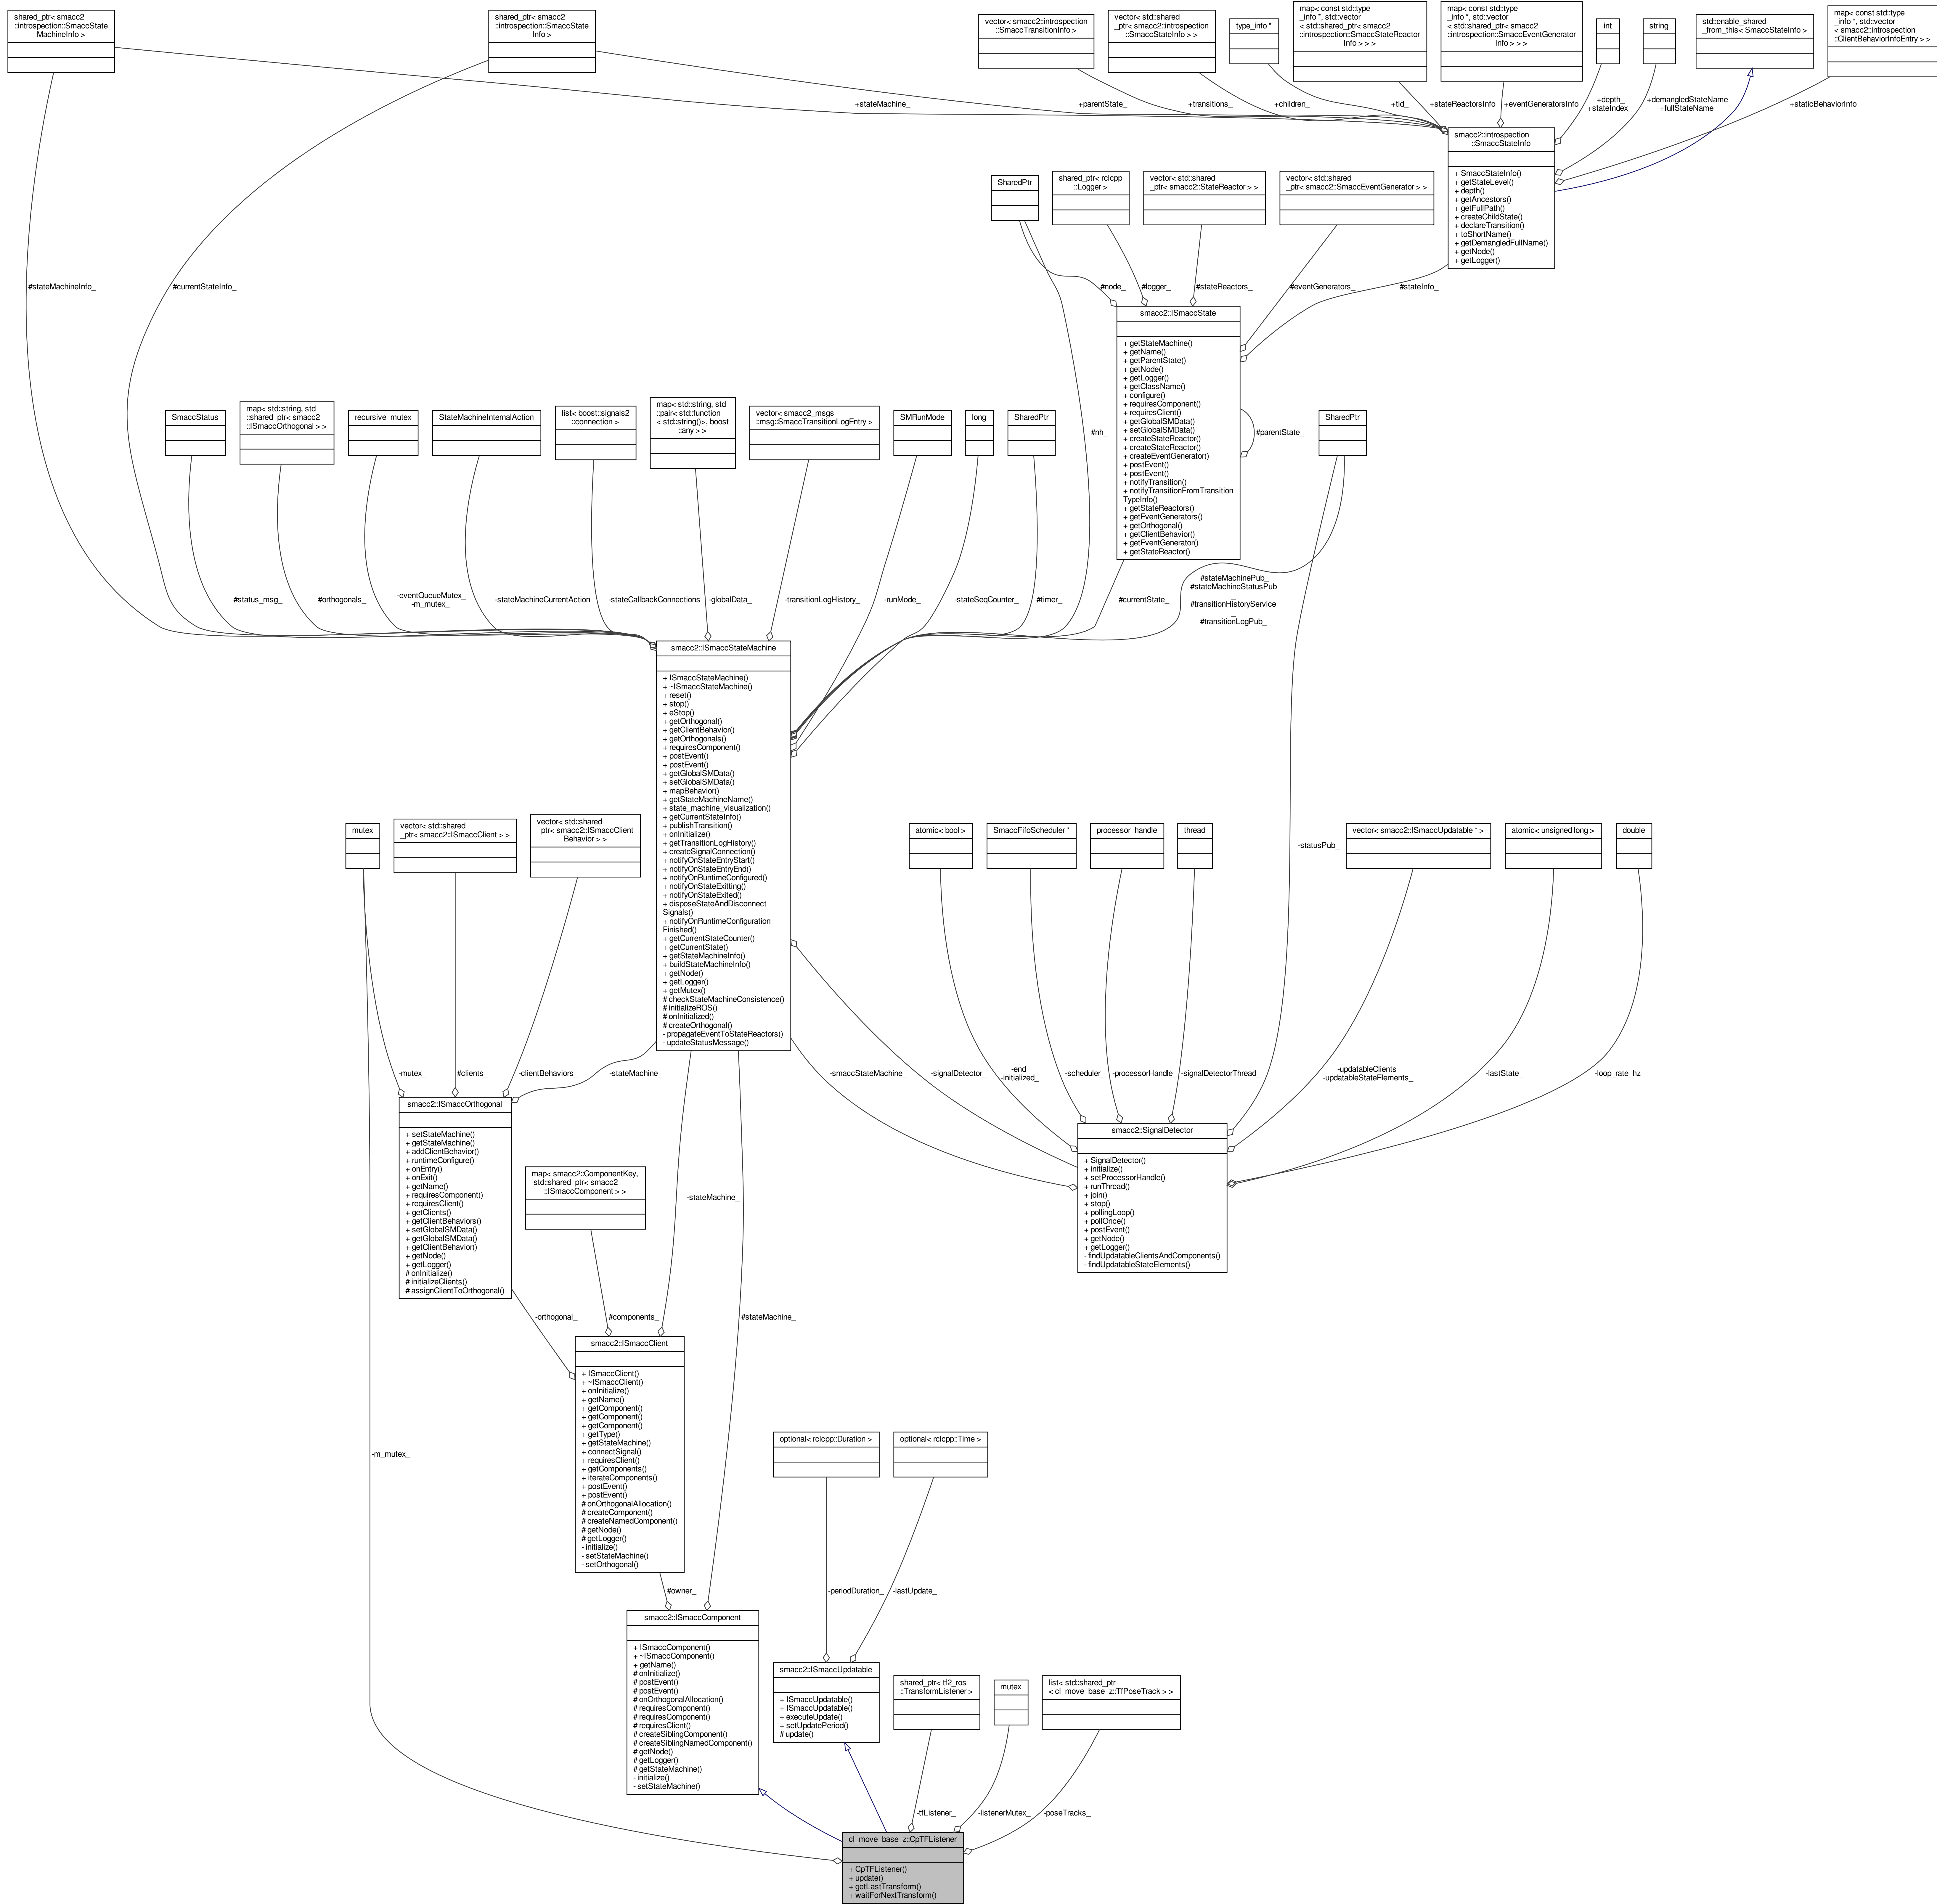 shared_ptr< smacc2
::introspection::SmaccState
MachineInfo >
shared_ptr< smacc2
::introspection::SmaccState
Info >
vector< smacc2::introspection
::SmaccTransitionInfo >
vector< std::shared
_ptr< smacc2::introspection
::SmaccStateInfo > >
type_info *
map< const std::type
_info *, std::vector
< std::shared_ptr< smacc2
::introspection::SmaccStateReactor
Info > > >
map< const std::type
_info *, std::vector
< std::shared_ptr< smacc2
::introspection::SmaccEventGenerator
Info > > >
int
string
std::enable_shared
_from_this< SmaccStateInfo >
map< const std::type
_info *, std::vector
< smacc2::introspection
::ClientBehaviorInfoEntry > >
+stateMachine_
+parentState_
+transitions_
+children_
+tid_
+stateReactorsInfo
+eventGeneratorsInfo
+depth_
+stateIndex_
+demangledStateName
+fullStateName
+staticBehaviorInfo
smacc2::introspection
::SmaccStateInfo
+ SmaccStateInfo()
+ getStateLevel()
+ depth()
+ getAncestors()
+ getFullPath()
+ createChildState()
+ declareTransition()
+ toShortName()
+ getDemangledFullName()
+ getNode()
+ getLogger()
SharedPtr
shared_ptr< rclcpp
::Logger >
vector< std::shared
_ptr< smacc2::StateReactor > >
vector< std::shared
_ptr< smacc2::SmaccEventGenerator > >
#stateMachineInfo_
#currentStateInfo_
#node_
#logger_
#stateReactors_
#eventGenerators_
#stateInfo_
smacc2::ISmaccState
+ getStateMachine()
+ getName()
+ getParentState()
+ getNode()
+ getLogger()
+ getClassName()
+ configure()
+ requiresComponent()
+ requiresClient()
+ getGlobalSMData()
+ setGlobalSMData()
+ createStateReactor()
+ createStateReactor()
+ createEventGenerator()
+ postEvent()
+ postEvent()
+ notifyTransition()
+ notifyTransitionFromTransition
TypeInfo()
+ getStateReactors()
+ getEventGenerators()
+ getOrthogonal()
+ getClientBehavior()
+ getEventGenerator()
+ getStateReactor()
#parentState_
#nh_
SmaccStatus
map< std::string, std
::shared_ptr< smacc2
::ISmaccOrthogonal > >
recursive_mutex
StateMachineInternalAction
list< boost::signals2
::connection >
map< std::string, std
::pair< std::function
< std::string()>, boost
::any > >
vector< smacc2_msgs
::msg::SmaccTransitionLogEntry >
SMRunMode
long
SharedPtr
SharedPtr
#status_msg_
#orthogonals_
-eventQueueMutex_
-m_mutex_
-stateMachineCurrentAction
-stateCallbackConnections
-globalData_
-transitionLogHistory_
-runMode_
-stateSeqCounter_
#timer_
#currentState_
#stateMachinePub_
#stateMachineStatusPub
_
#transitionHistoryService
_
#transitionLogPub_
smacc2::ISmaccStateMachine
+ ISmaccStateMachine()
+ ~ISmaccStateMachine()
+ reset()
+ stop()
+ eStop()
+ getOrthogonal()
+ getClientBehavior()
+ getOrthogonals()
+ requiresComponent()
+ postEvent()
+ postEvent()
+ getGlobalSMData()
+ setGlobalSMData()
+ mapBehavior()
+ getStateMachineName()
+ state_machine_visualization()
+ getCurrentStateInfo()
+ publishTransition()
+ onInitialize()
+ getTransitionLogHistory()
+ createSignalConnection()
+ notifyOnStateEntryStart()
+ notifyOnStateEntryEnd()
+ notifyOnRuntimeConfigured()
+ notifyOnStateExitting()
+ notifyOnStateExited()
+ disposeStateAndDisconnect
Signals()
+ notifyOnRuntimeConfiguration
Finished()
+ getCurrentStateCounter()
+ getCurrentState()
+ getStateMachineInfo()
+ buildStateMachineInfo()
+ getNode()
+ getLogger()
+ getMutex()
# checkStateMachineConsistence()
# initializeROS()
# onInitialized()
# createOrthogonal()
- propagateEventToStateReactors()
- updateStatusMessage()
mutex
vector< std::shared
_ptr< smacc2::ISmaccClient > >
vector< std::shared
_ptr< smacc2::ISmaccClient
Behavior > >
atomic< bool >
SmaccFifoScheduler *
processor_handle
thread
-statusPub_
vector< smacc2::ISmaccUpdatable * >
atomic< unsigned long >
double
-mutex_
#clients_
-clientBehaviors_
-stateMachine_
-smaccStateMachine_
-signalDetector_
-end_
-initialized_
-scheduler_
-processorHandle_
-signalDetectorThread_
-updatableClients_
-updatableStateElements_
-lastState_
-loop_rate_hz
smacc2::ISmaccOrthogonal
+ setStateMachine()
+ getStateMachine()
+ addClientBehavior()
+ runtimeConfigure()
+ onEntry()
+ onExit()
+ getName()
+ requiresComponent()
+ requiresClient()
+ getClients()
+ getClientBehaviors()
+ setGlobalSMData()
+ getGlobalSMData()
+ getClientBehavior()
+ getNode()
+ getLogger()
# onInitialize()
# initializeClients()
# assignClientToOrthogonal()
smacc2::SignalDetector
+ SignalDetector()
+ initialize()
+ setProcessorHandle()
+ runThread()
+ join()
+ stop()
+ pollingLoop()
+ pollOnce()
+ postEvent()
+ getNode()
+ getLogger()
- findUpdatableClientsAndComponents()
- findUpdatableStateElements()
map< smacc2::ComponentKey,
std::shared_ptr< smacc2
::ISmaccComponent > >
-stateMachine_
-orthogonal_
#components_
#stateMachine_
smacc2::ISmaccClient
+ ISmaccClient()
+ ~ISmaccClient()
+ onInitialize()
+ getName()
+ getComponent()
+ getComponent()
+ getComponent()
+ getType()
+ getStateMachine()
+ connectSignal()
+ requiresClient()
+ getComponents()
+ iterateComponents()
+ postEvent()
+ postEvent()
# onOrthogonalAllocation()
# createComponent()
# createNamedComponent()
# getNode()
# getLogger()
- initialize()
- setStateMachine()
- setOrthogonal()
-m_mutex_
optional< rclcpp::Duration >
optional< rclcpp::Time >
#owner_
-periodDuration_
-lastUpdate_
smacc2::ISmaccComponent
+ ISmaccComponent()
+ ~ISmaccComponent()
+ getName()
# onInitialize()
# postEvent()
# postEvent()
# onOrthogonalAllocation()
# requiresComponent()
# requiresComponent()
# requiresClient()
# createSiblingComponent()
# createSiblingNamedComponent()
# getNode()
# getLogger()
# getStateMachine()
- initialize()
- setStateMachine()
smacc2::ISmaccUpdatable
+ ISmaccUpdatable()
+ ISmaccUpdatable()
+ executeUpdate()
+ setUpdatePeriod()
# update()
shared_ptr< tf2_ros
::TransformListener >
mutex
list< std::shared_ptr
< cl_move_base_z::TfPoseTrack > >
-tfListener_
-listenerMutex_
-poseTracks_
cl_move_base_z::CpTFListener
+ CpTFListener()
+ update()
+ getLastTransform()
+ waitForNextTransform()